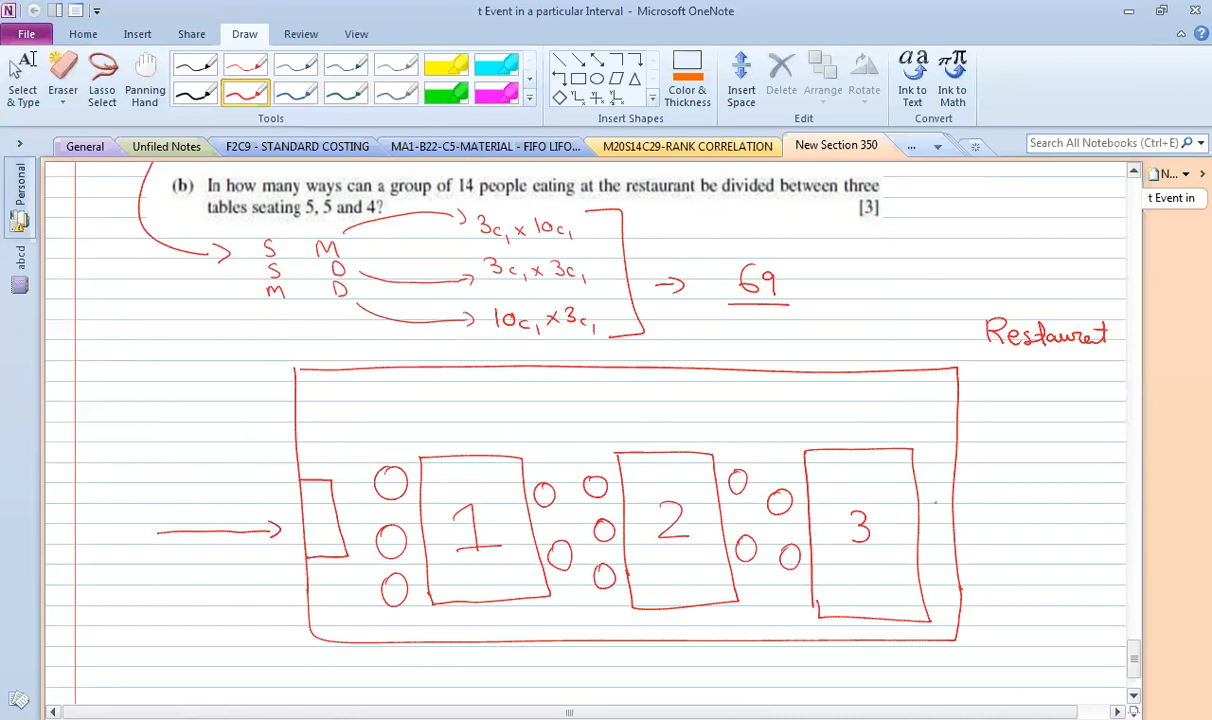 t Event in a particular Interval - Microsoft OneNote
File Home Insert Share Draw Review View
Select & Type
Eraser
Lasso Select
Panning Hand
Color & Thickness
Insert Space
Delete
Arrange
Rotate
Ink to Text
Ink to Math
Tools
Insert Shapes
Edit
Convert
General
Unfiled Notes
F2C9 - STANDARD COSTING
MA1-B22-C5-MATERIAL - FIFO LIFO...
M20S14C29-RANK CORRELATION
New Section 350
...
Search All Notebooks (Ctrl+E)
N...
t Event in
Personal
abcd
(b) In how many ways can a group of 14 people eating at the restaurant be divided between three
tables seating 5, 5 and 4? [3]
S M 3c₁ x 10c₁
S D 3c₁ x 3c₁
M D 10c₁ x 3c₁
69
Restaurent
1 2 3